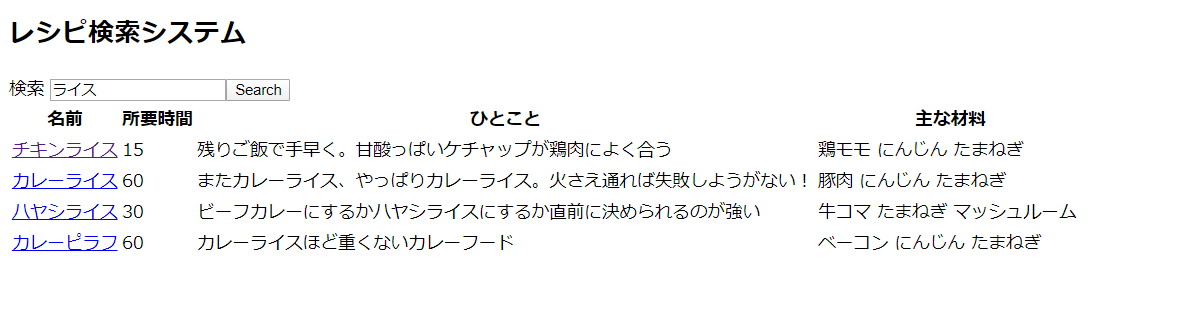 レシピ検索システム
検索 ライス Search
名前 所要時間 ひとこと 主な材料
チキンライス 15 残りご飯で手早く。甘酸っぱいケチャップが鶏肉によく合う 鶏モモ にんじん たまねぎ
カレーライス 60 またカレーライス、やっぱりカレーライス。火さえ通れば失敗しようがない！ 豚肉 にんじん たまねぎ
ハヤシライス 30 ビーフカレーにするかハヤシライスにするか直前に決められるのが強い 牛コマ たまねぎ マッシュルーム
カレーピラフ 60 カレーライスほど重くないカレーフード ベーコン にんじん たまねぎ